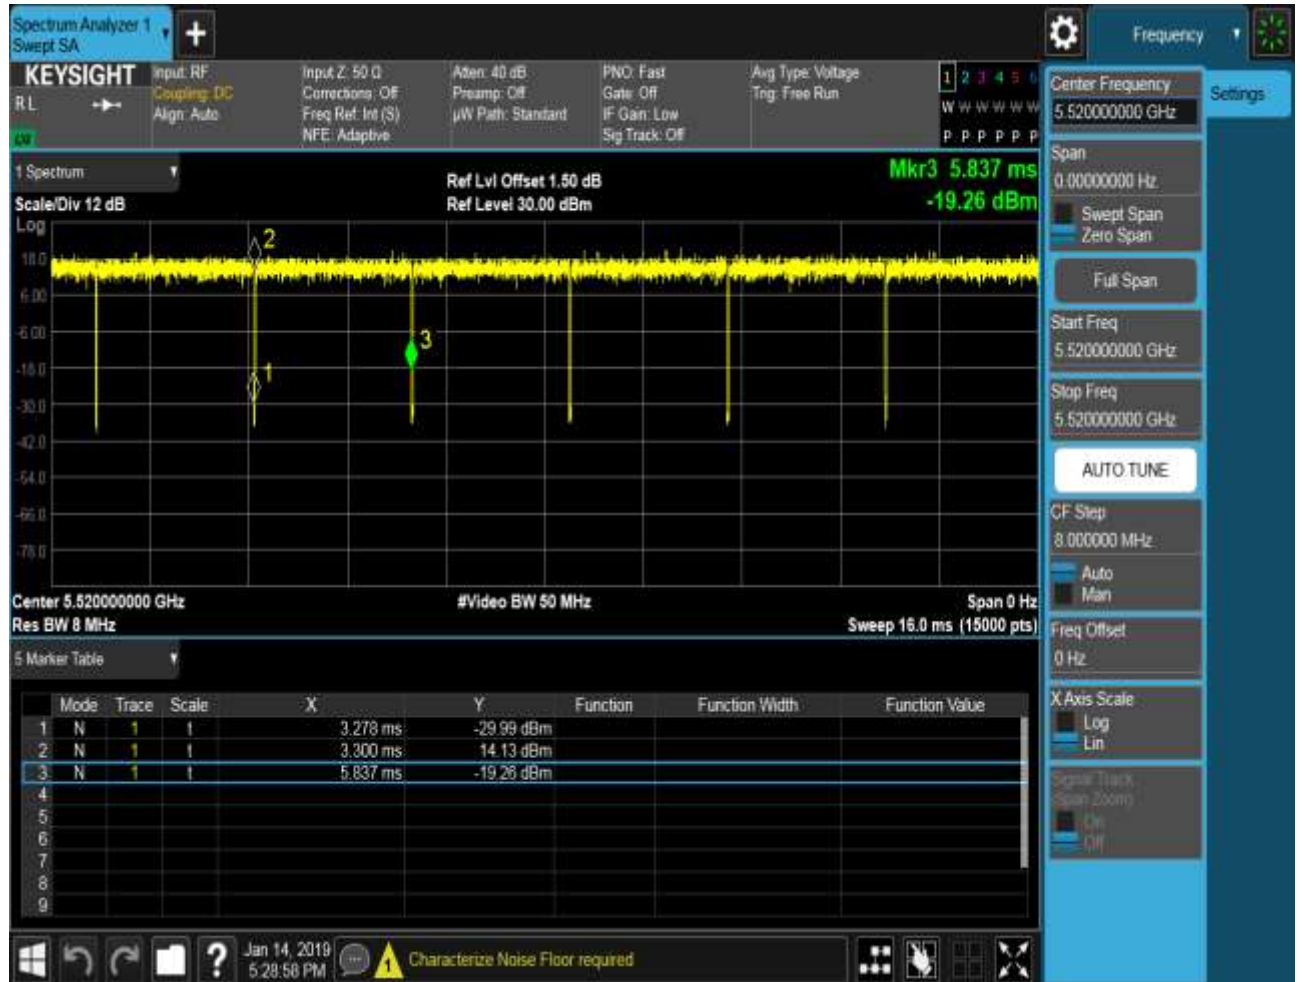 Spectrum Analyzer 1
Swept SA
Frequency
KEYSIGHT
R L
Input: RF
Coupling: DC
Align: Auto
Input Z: 50 Ω
Corrections: Off
Freq Ref: Int (S)
NFE: Adaptive
Atten: 40 dB
Preamp: Off
µW Path: Standard
PNO: Fast
Gate: Off
IF Gain: Low
Sig Track: Off
Avg Type: Voltage
Trig: Free Run
1 2 3 4 5 6
W W W W W W
P P P P P P
1 Spectrum
Scale/Div 12 dB
Ref Lvl Offset 1.50 dB
Ref Level 30.00 dBm
Mkr3 5.837 ms
-19.26 dBm
Log
18.0
6.00
-6.00
-18.0
-30.0
-42.0
-54.0
-66.0
-78.0
2
1
3
Center 5.520000000 GHz
Res BW 8 MHz
#Video BW 50 MHz
Span 0 Hz
Sweep 16.0 ms (15000 pts)
5 Marker Table
Mode Trace Scale X Y Function Function Width Function Value
1 N 1 t 3.278 ms -29.99 dBm
2 N 1 t 3.300 ms 14.13 dBm
3 N 1 t 5.837 ms -19.26 dBm
4
5
6
7
8
9
Jan 14, 2019
5:28:58 PM
?
1
Characterize Noise Floor required
Center Frequency
5.520000000 GHz
Settings
Span
0.00000000 Hz
Swept Span
Zero Span
Full Span
Start Freq
5.520000000 GHz
Stop Freq
5.520000000 GHz
AUTO TUNE
CF Step
8.000000 MHz
Auto
Man
Freq Offset
0 Hz
X Axis Scale
Log
Lin
Signal Track
(Span Zoom)
On
Off